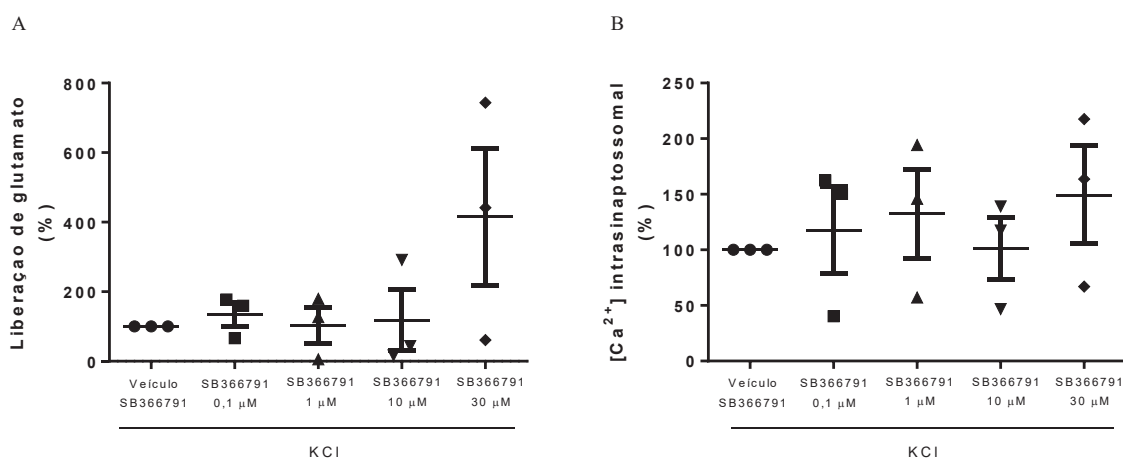 A
B
Liberaçao de glutamato
(%)
800
600
400
200
0
Veículo
SB366791
SB366791
0,1 µM
SB366791
1 µM
SB366791
10 µM
SB366791
30 µM
KCl
[Ca2+] intrasinaptossomal
(%)
250
200
150
100
50
0
Veículo
SB366791
SB366791
0,1 µM
SB366791
1 µM
SB366791
10 µM
SB366791
30 µM
KCl